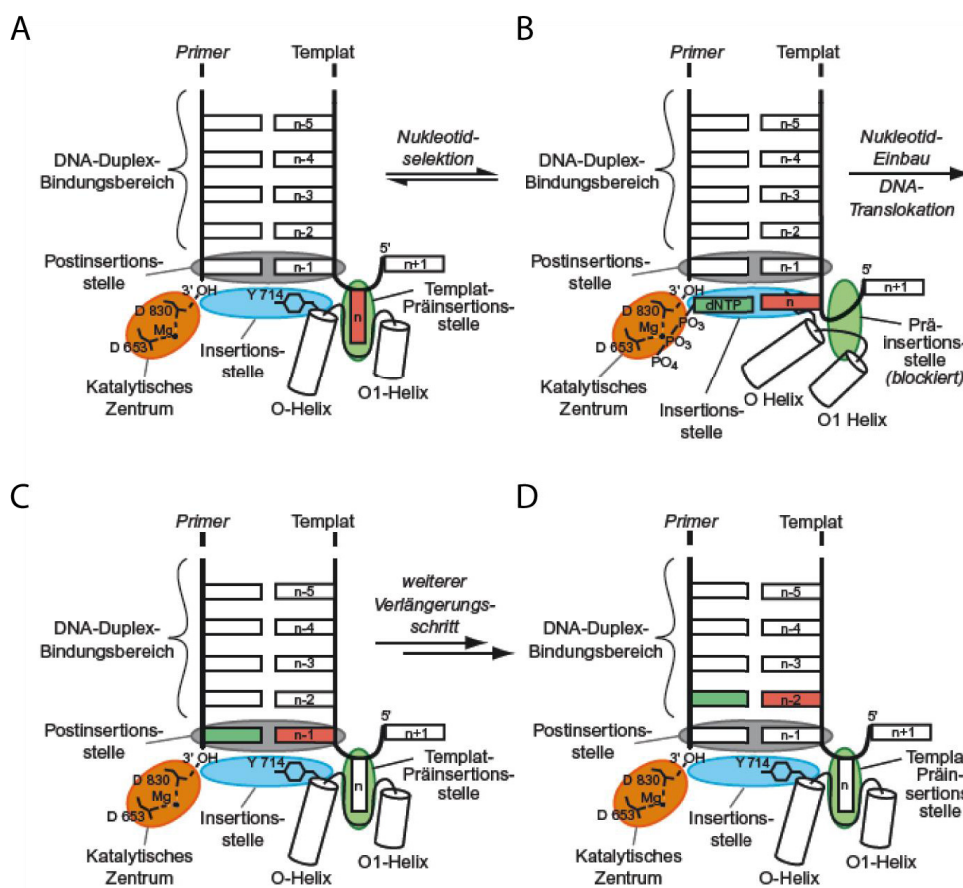 A
Primer
Templat
n-5
DNA-Duplex-
Bindungsbereich
n-4
n-3
n-2
Postinsertions-
stelle
n-1
5'
n+1
3' OH
Y 714
D 830
Mg
D 653
n
Templat-
Präinsertions-
stelle
Insertions-
stelle
Katalytisches
Zentrum
O-Helix
O1-Helix
Nukleotid-
selektion
B
Primer
Templat
n-5
DNA-Duplex-
Bindungsbereich
n-4
n-3
n-2
Postinsertions-
stelle
n-1
5'
n+1
3' OH
dNTP
n
D 830
Mg
D 653
PO3
PO3
PO4
Prä-
insertions-
stelle
(blockiert)
Katalytisches
Zentrum
Insertions-
stelle
O Helix
O1 Helix
Nukleotid-
Einbau
DNA-
Translokation
C
Primer
Templat
n-5
DNA-Duplex-
Bindungsbereich
n-4
n-3
n-2
Postinsertions-
stelle
n-1
5'
n+1
3' OH
Y 714
D 830
Mg
D 653
n
Templat-
Präinsertions-
stelle
Insertions-
stelle
Katalytisches
Zentrum
O-Helix
O1-Helix
weiterer
Verlängerungs-
schritt
D
Primer
Templat
n-5
DNA-Duplex-
Bindungsbereich
n-4
n-3
n-2
Postinsertions-
stelle
n-1
5'
n+1
3' OH
Y 714
D 830
Mg
D 653
n
Templat
Präin-
sertions
stelle
Insertions-
stelle
Katalytisches
Zentrum
O-Helix
O1-Helix